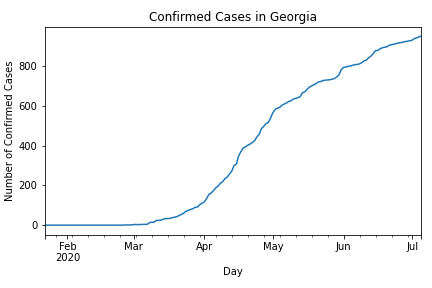 Confirmed Cases in Georgia
Number of Confirmed Cases
800
600
400
200
0
Feb Mar Apr May Jun Jul
2020
Day